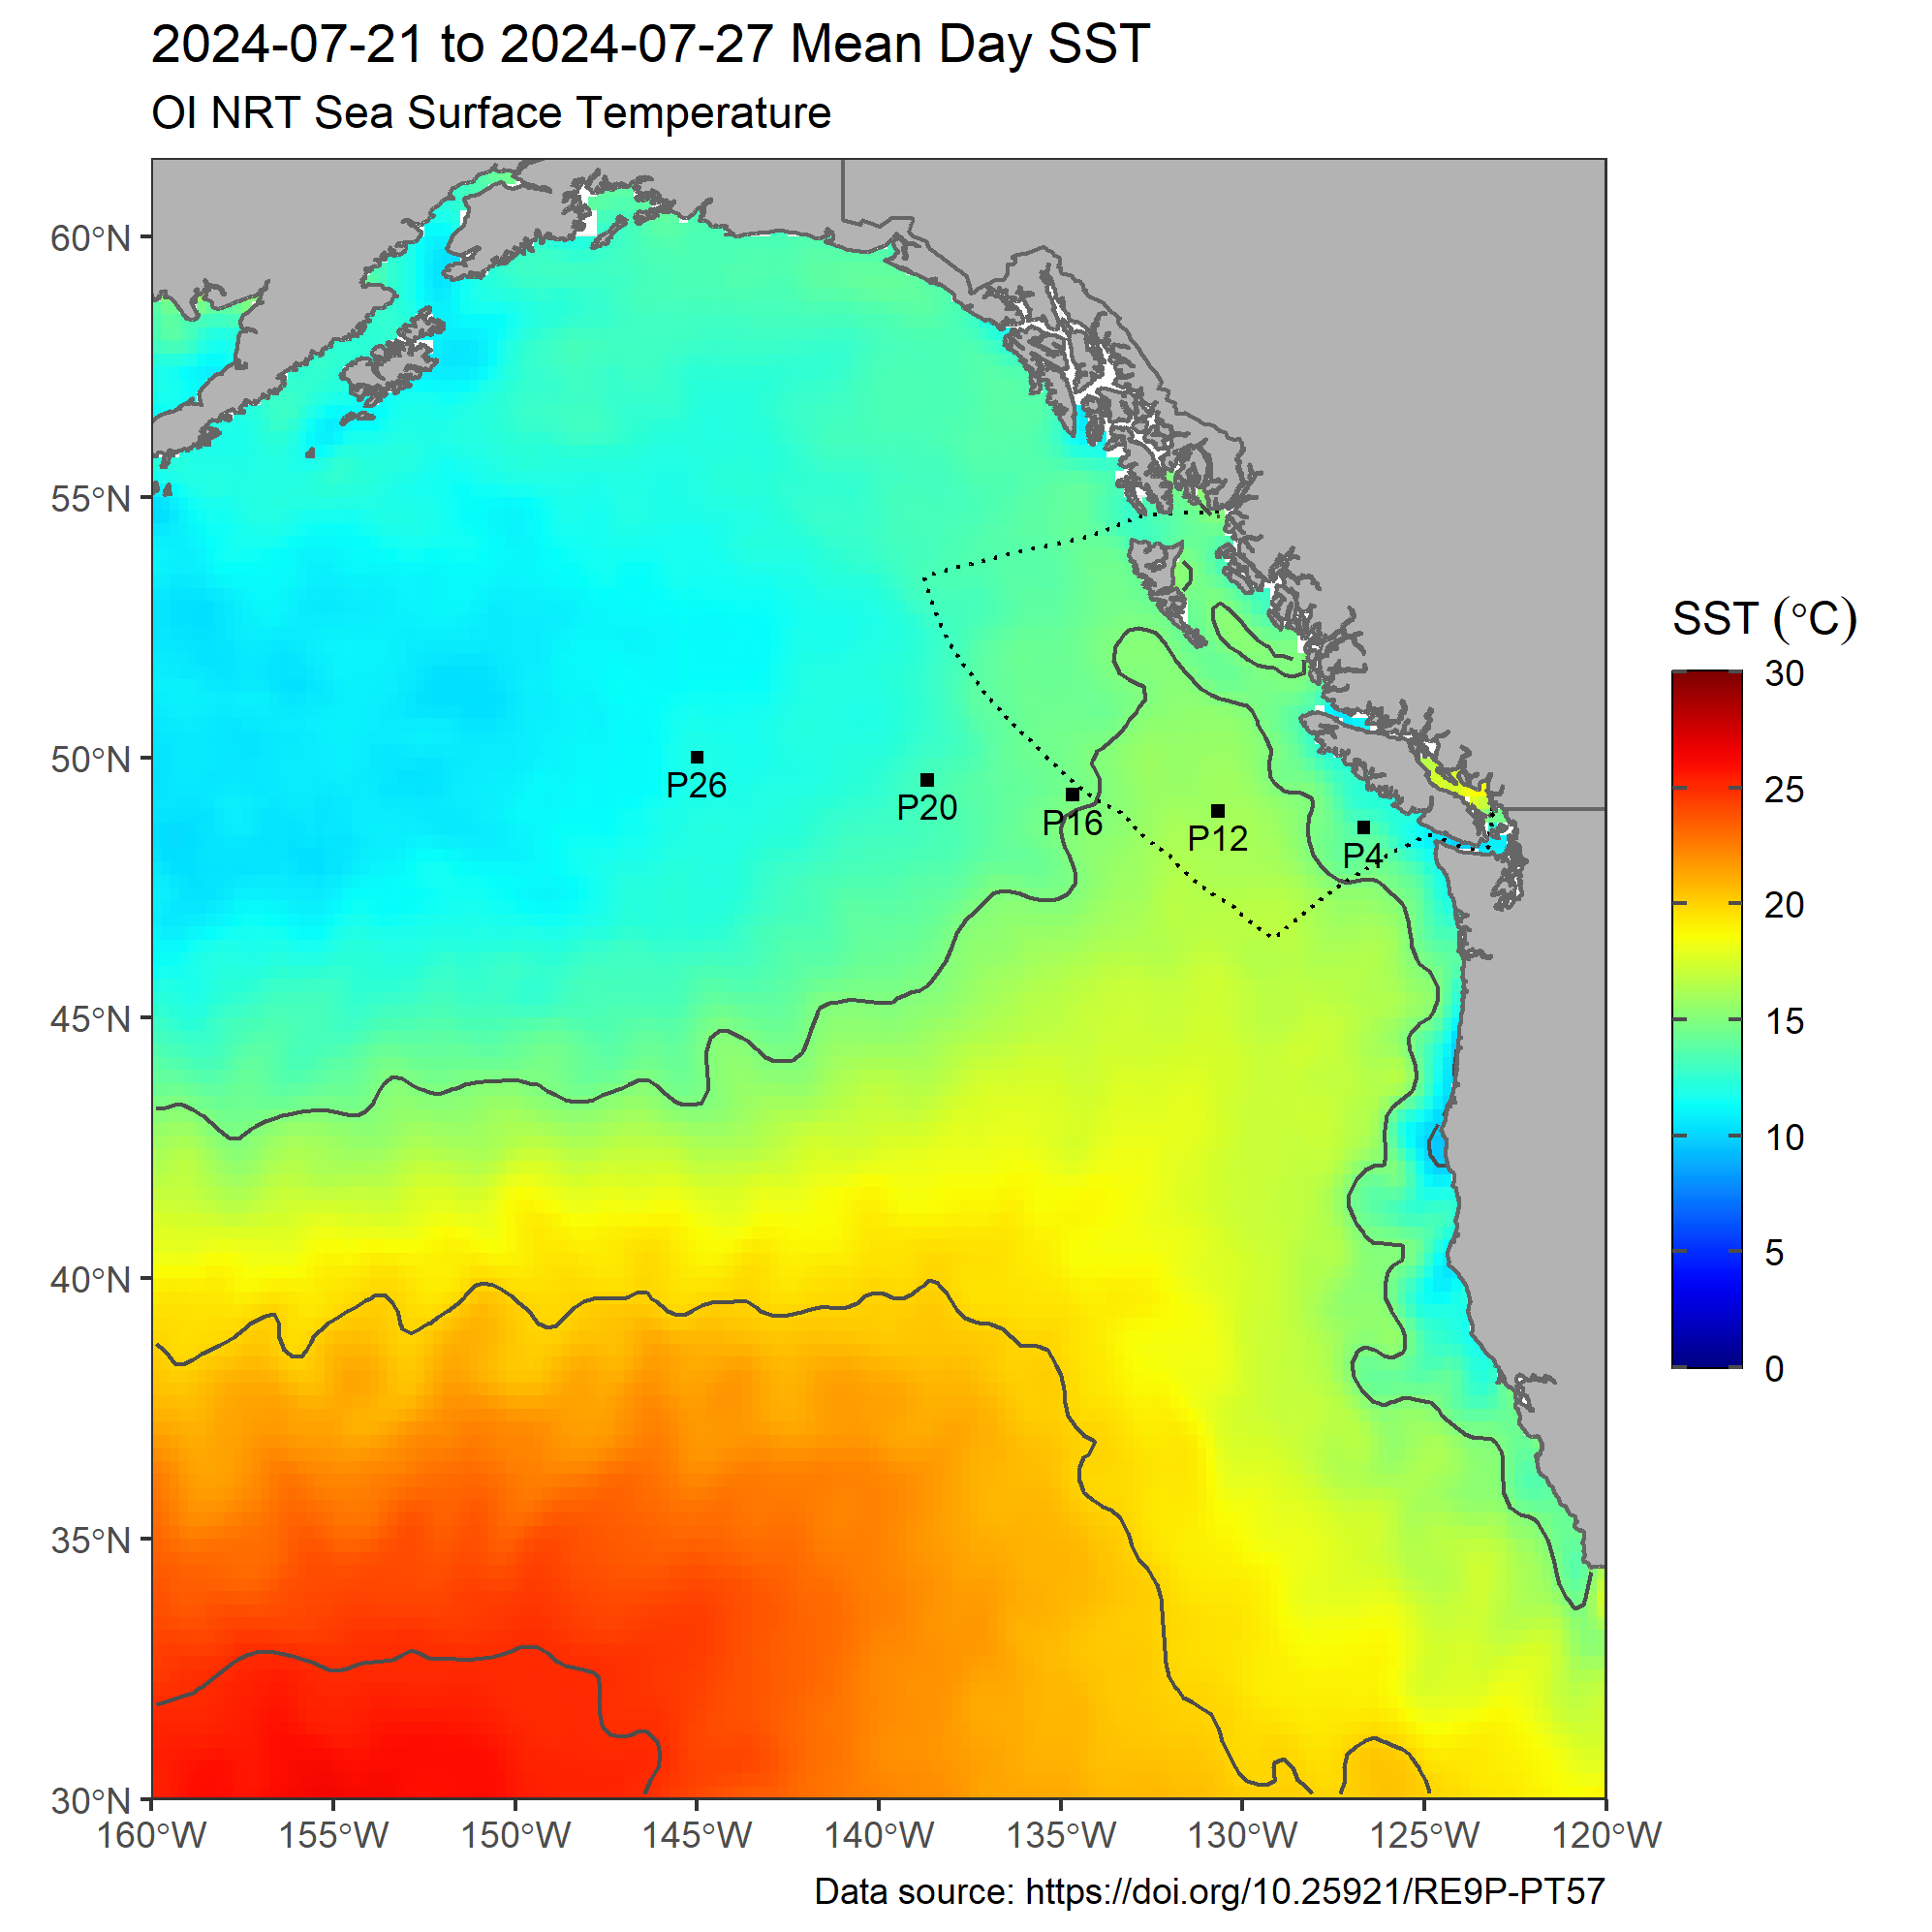 2024-07-21 to 2024-07-27 Mean Day SST
OI NRT Sea Surface Temperature
60°N
55°N
50°N
45°N
40°N
35°N
30°N
P26
P20
P16
P12
P4
160°W
155°W
150°W
145°W
140°W
135°W
130°W
125°W
120°W
SST (°C)
30
25
20
15
10
5
0
Data source: https://doi.org/10.25921/RE9P-PT57